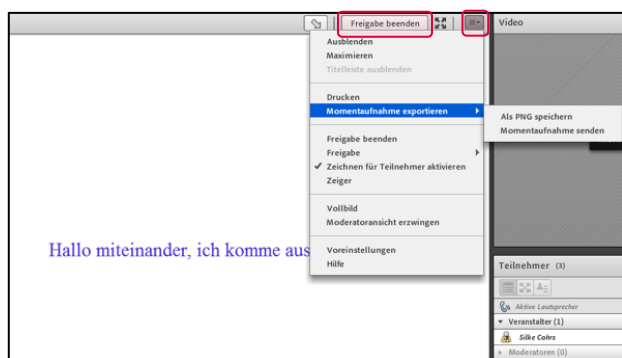 Freigabe beenden
Video
Ausblenden
Maximieren
Titelleiste ausblenden
Drucken
Momentaufnahme exportieren
Als PNG speichern
Momentaufnahme senden
Freigabe beenden
Freigabe
Zeichnen für Teilnehmer aktivieren
Zeiger
Vollbild
Moderatoransicht erzwingen
Voreinstellungen
Hilfe
Hallo miteinander, ich komme aus
Teilnehmer (3)
Aktive Lautsprecher
Veranstalter (1)
Silke Cohrs
Moderatoren (0)